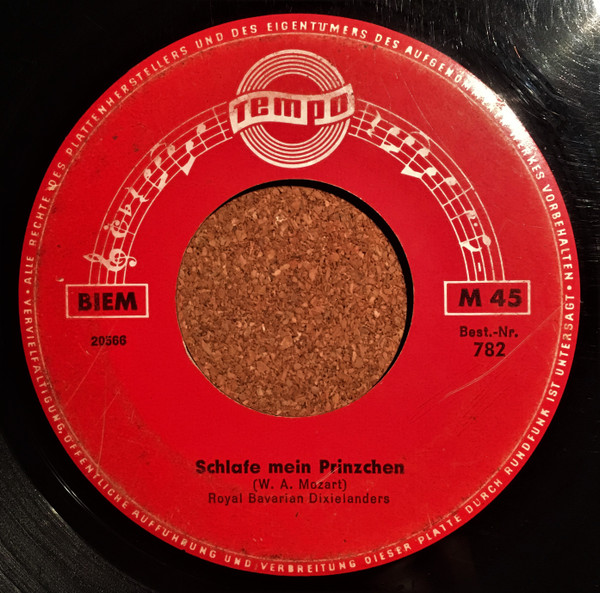 ALLE RECHTE DES PLATTENHERSTELLERS UND DES EIGENTÜMERS DES AUFGENOMMENEN WERKES VORBEHALTEN • VERVIELFÄLTIGUNG, ÖFFENTLICHE AUFFÜHRUNG UND VERBREITUNG DIESER PLATTE DURCH RUNDFUNK IST UNTERSAGT •
Tempo
BIEM
M 45
20566
Best.-Nr.
782
Schlafe mein Prinzchen
(W. A. Mozart)
Royal Bavarian Dixielanders